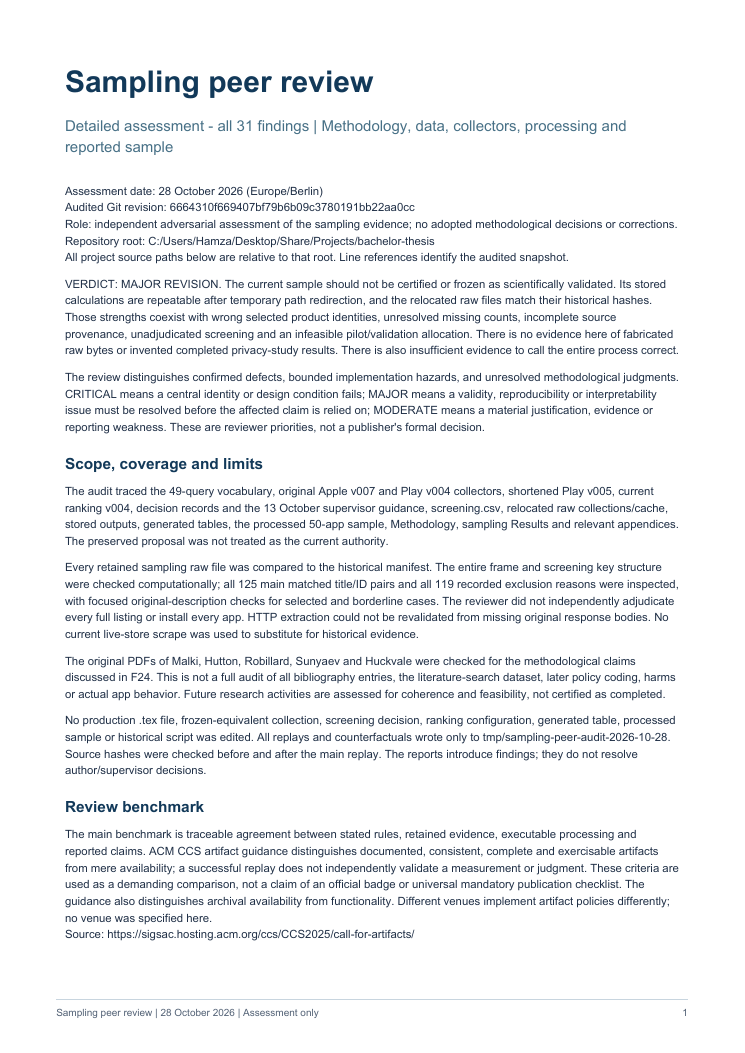 Sampling peer review
Detailed assessment - all 31 findings | Methodology, data, collectors, processing and
reported sample
Assessment date: 28 October 2026 (Europe/Berlin)
Audited Git revision: 6664310f669407bf79b6b09c3780191bb22aa0cc
Role: independent adversarial assessment of the sampling evidence; no adopted methodological decisions or corrections.
Repository root: C:/Users/Hamza/Desktop/Share/Projects/bachelor-thesis
All project source paths below are relative to that root. Line references identify the audited snapshot.
VERDICT: MAJOR REVISION. The current sample should not be certified or frozen as scientifically validated. Its stored
calculations are repeatable after temporary path redirection, and the relocated raw files match their historical hashes.
Those strengths coexist with wrong selected product identities, unresolved missing counts, incomplete source
provenance, unadjudicated screening and an infeasible pilot/validation allocation. There is no evidence here of fabricated
raw bytes or invented completed privacy-study results. There is also insufficient evidence to call the entire process correct.
The review distinguishes confirmed defects, bounded implementation hazards, and unresolved methodological judgments.
CRITICAL means a central identity or design condition fails; MAJOR means a validity, reproducibility or interpretability
issue must be resolved before the affected claim is relied on; MODERATE means a material justification, evidence or
reporting weakness. These are reviewer priorities, not a publisher's formal decision.
Scope, coverage and limits
The audit traced the 49-query vocabulary, original Apple v007 and Play v004 collectors, shortened Play v005, current
ranking v004, decision records and the 13 October supervisor guidance, screening.csv, relocated raw collections/cache,
stored outputs, generated tables, the processed 50-app sample, Methodology, sampling Results and relevant appendices.
The preserved proposal was not treated as the current authority.
Every retained sampling raw file was compared to the historical manifest. The entire frame and screening key structure
were checked computationally; all 125 main matched title/ID pairs and all 119 recorded exclusion reasons were inspected,
with focused original-description checks for selected and borderline cases. The reviewer did not independently adjudicate
every full listing or install every app. HTTP extraction could not be revalidated from missing original response bodies. No
current live-store scrape was used to substitute for historical evidence.
The original PDFs of Malki, Hutton, Robillard, Sunyaev and Huckvale were checked for the methodological claims
discussed in F24. This is not a full audit of all bibliography entries, the literature-search dataset, later policy coding, harms
or actual app behavior. Future research activities are assessed for coherence and feasibility, not certified as completed.
No production .tex file, frozen-equivalent collection, screening decision, ranking configuration, generated table, processed
sample or historical script was edited. All replays and counterfactuals wrote only to tmp/sampling-peer-audit-2026-10-28.
Source hashes were checked before and after the main replay. The reports introduce findings; they do not resolve
author/supervisor decisions.
Review benchmark
The main benchmark is traceable agreement between stated rules, retained evidence, executable processing and
reported claims. ACM CCS artifact guidance distinguishes documented, consistent, complete and exercisable artifacts
from mere availability; a successful replay does not independently validate a measurement or judgment. These criteria are
used as a demanding comparison, not a claim of an official badge or universal mandatory publication checklist. The
guidance also distinguishes archival availability from functionality. Different venues implement artifact policies differently;
no venue was specified here.
Source: https://sigsac.hosting.acm.org/ccs/CCS2025/call-for-artifacts/
Sampling peer review | 28 October 2026 | Assessment only
1